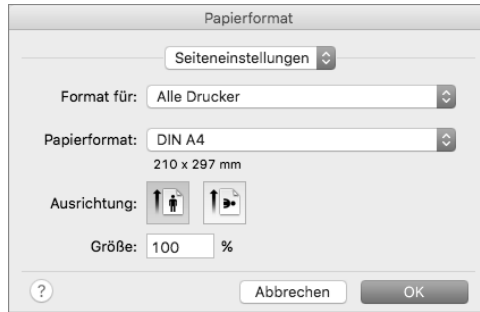 Papierformat
Seiteneinstellungen
Format für: Alle Drucker
Papierformat: DIN A4
210 x 297 mm
Ausrichtung:
Größe: 100 %
? Abbrechen OK